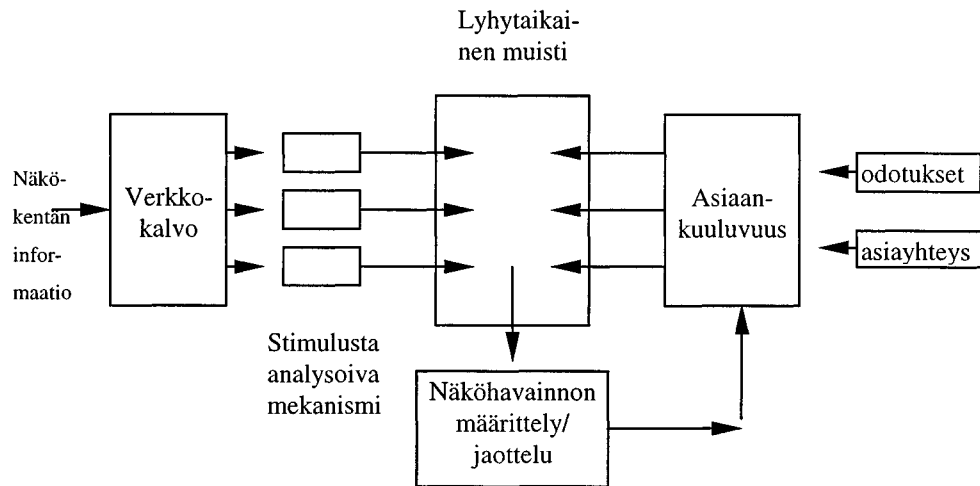 Lyhytaikai-
nen muisti
Näkö-
kentän
infor-
maatio
Verkko-
kalvo
Stimulusta
analysoiva
mekanismi
Näköhavainnon
määrittely/
jaottelu
Asiaan-
kuuluvuus
odotukset
asiayhteys